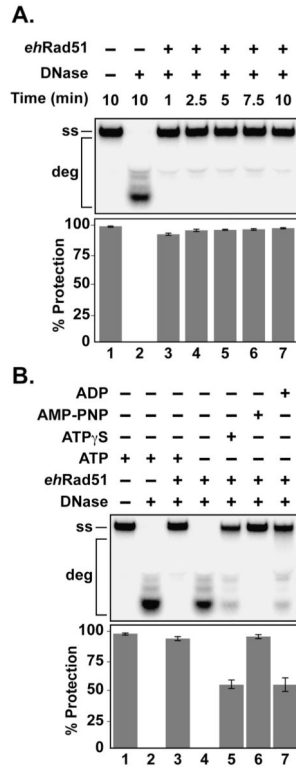 A.
ehRad51 – – + + + + +
DNase – + + + + + +
Time (min) 10 10 1 2.5 5 7.5 10
ss
deg
100
75
50
25
0
% Protection
1 2 3 4 5 6 7
B.
ADP – – – – – – +
AMP-PNP – – – – – + –
ATPγS – – – – + – –
ATP + + + – – – –
ehRad51 – – + + + + +
DNase – + + + + + +
ss
deg
100
75
50
25
0
% Protection
1 2 3 4 5 6 7